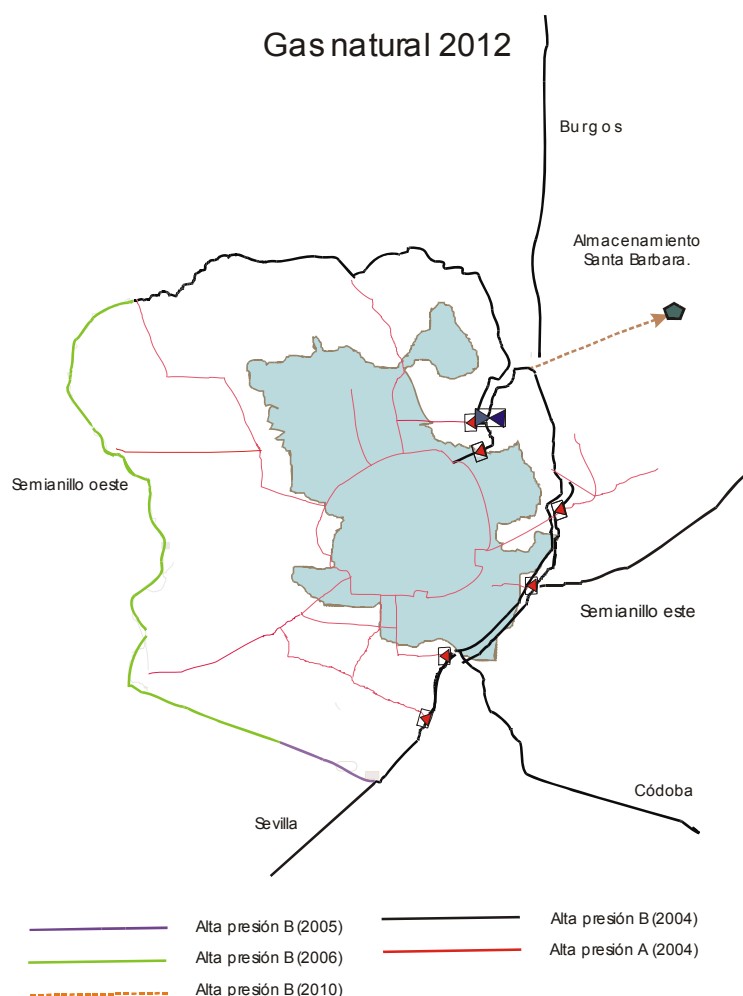 Gas natural 2012
Burgos
Almacenamiento
Santa Barbara.
Semianillo oeste
Semianillo este
Córdoba
Sevilla
Alta presión B (2005)
Alta presión B (2004)
Alta presión B (2006)
Alta presión A (2004)
Alta presión B (2010)